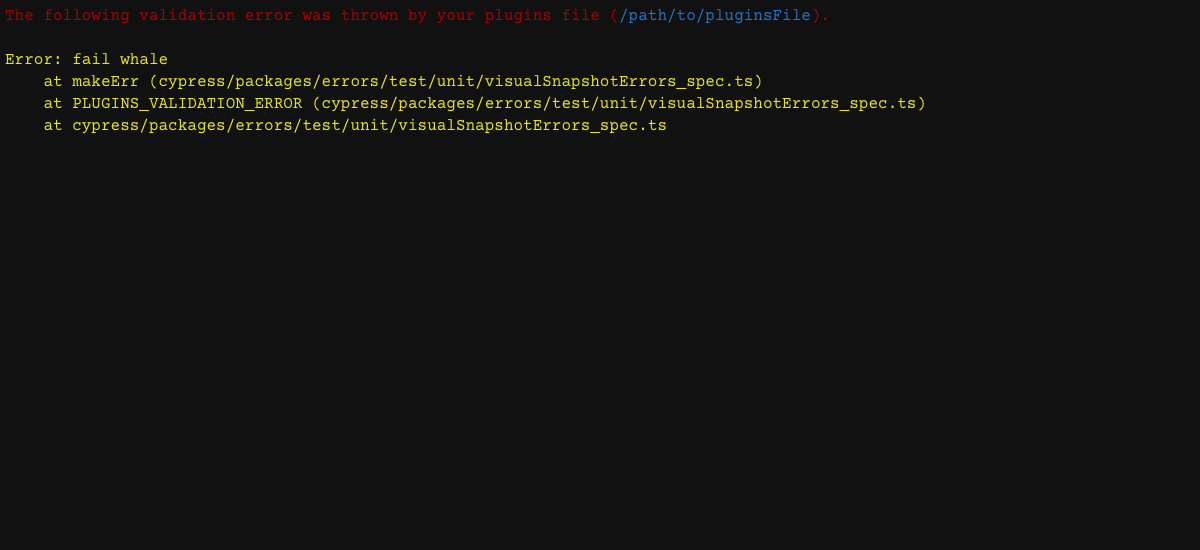 The following validation error was thrown by your plugins file (/path/to/pluginsFile).
Error: fail whale
at makeErr (cypress/packages/errors/test/unit/visualSnapshotErrors_spec.ts)
at PLUGINS_VALIDATION_ERROR (cypress/packages/errors/test/unit/visualSnapshotErrors_spec.ts)
at cypress/packages/errors/test/unit/visualSnapshotErrors_spec.ts